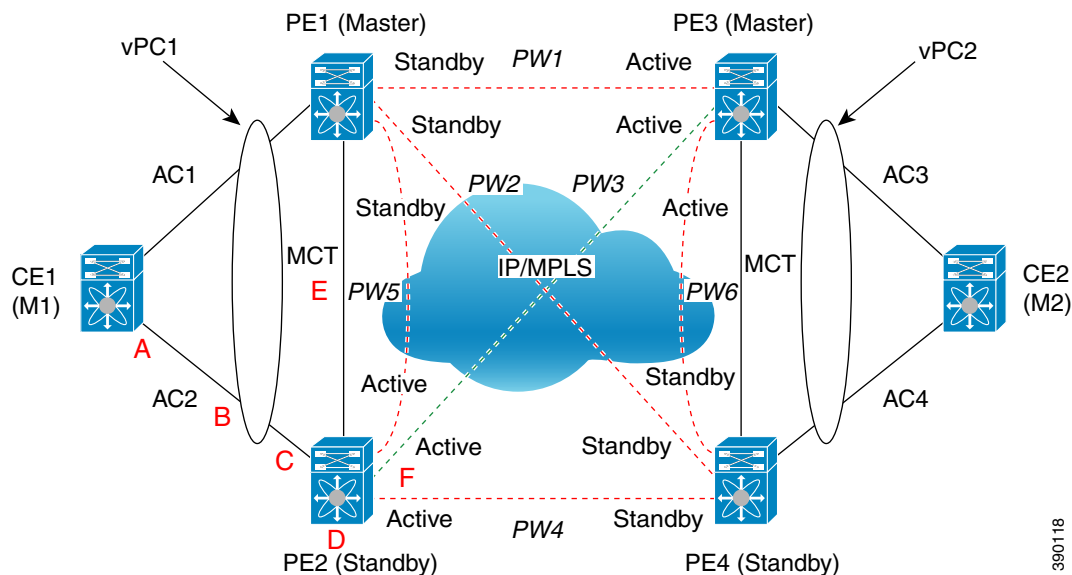 PE1 (Master)
PE3 (Master)
vPC1
vPC2
Standby
PW1
Active
Standby
Active
AC1
PW2
PW3
AC3
Standby
Active
MCT
IP/MPLS
MCT
CE1
(M1)
E
PW5
PW6
CE2
(M2)
A
Active
Standby
AC2
B
AC4
C
Active
F
Standby
Active
PW4
Standby
D
PE2 (Standby)
PE4 (Standby)
390118